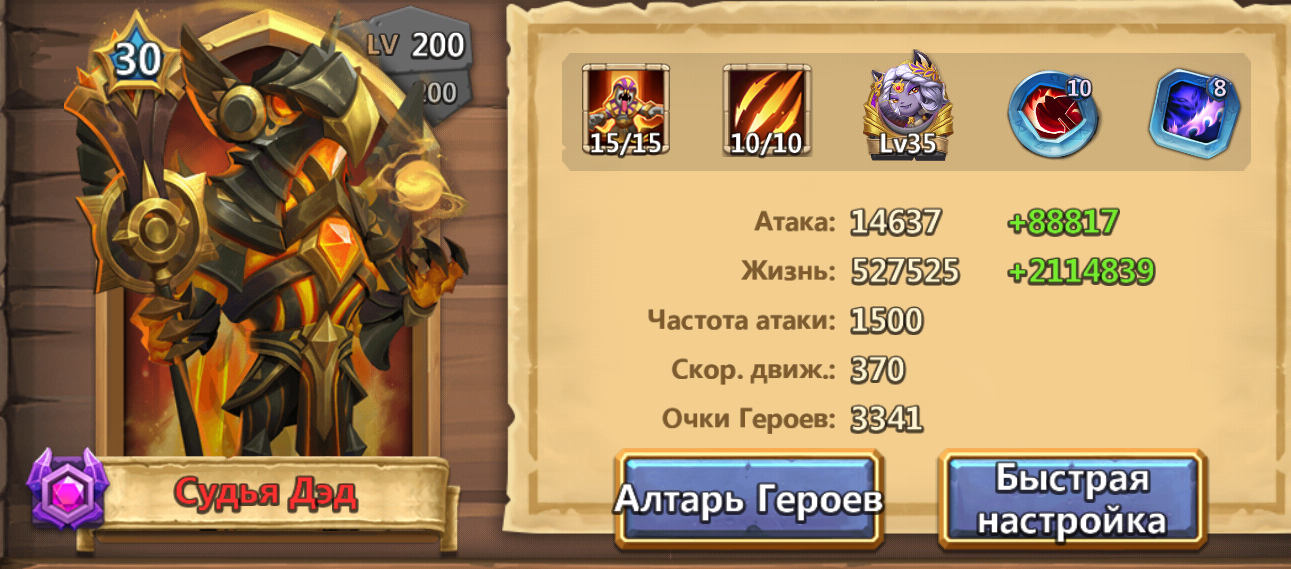 30
LV 200
200
15/15
10/10
Lv35
10
8
Атака: 14637 +88817
Жизнь: 527525 +2114839
Частота атаки: 1500
Скор. движ.: 370
Очки Героев: 3341
Судья Дэд
Алтарь Героев
Быстрая
настройка